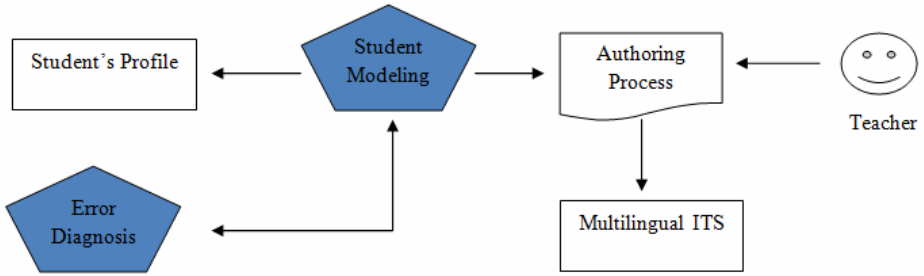 Student's Profile
Student
Modeling
Authoring
Process
Teacher
Error
Diagnosis
Multilingual ITS